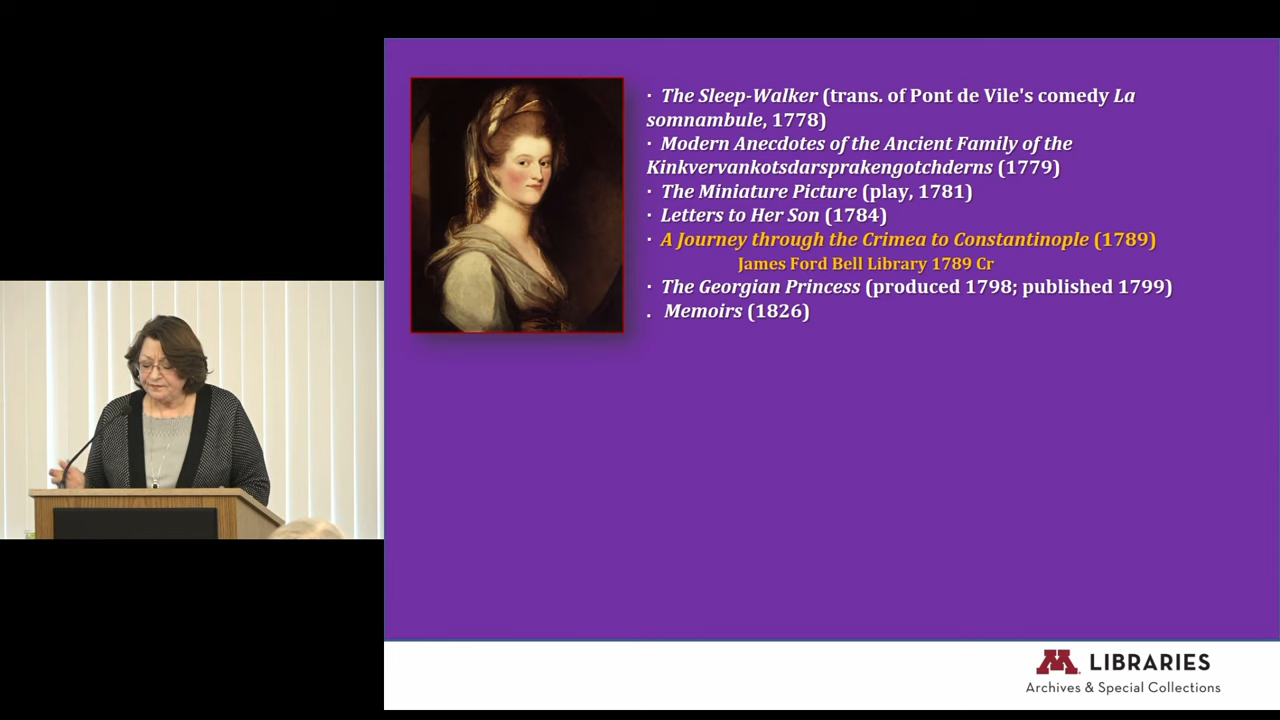 · The Sleep-Walker (trans. of Pont de Vile's comedy La
somnambule, 1778)
· Modern Anecdotes of the Ancient Family of the
Kinkvervankotsdarsprakengotchderns (1779)
· The Miniature Picture (play, 1781)
· Letters to Her Son (1784)
· A Journey through the Crimea to Constantinople (1789)
James Ford Bell Library 1789 Cr
· The Georgian Princess (produced 1798; published 1799)
. Memoirs (1826)
M LIBRARIES
Archives & Special Collections